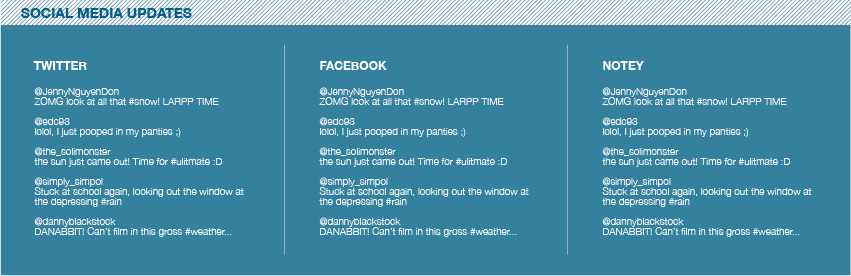 SOCIAL MEDIA UPDATES
TWITTER
@JennyNguyenDon
ZOMG look at all that #snow! LARPP TIME
@edc93
lolol, I just pooped in my panties ;)
@the_solimonster
the sun just came out! Time for #ulitmate :D
@simply_simpol
Stuck at school again, looking out the window at
the depressing #rain
@dannyblackstock
DANABBIT! Can't film in this gross #weather...
FACEBOOK
@JennyNguyenDon
ZOMG look at all that #snow! LARPP TIME
@edc93
lolol, I just pooped in my panties ;)
@the_solimonster
the sun just came out! Time for #ulitmate :D
@simply_simpol
Stuck at school again, looking out the window at
the depressing #rain
@dannyblackstock
DANABBIT! Can't film in this gross #weather...
NOTEY
@JennyNguyenDon
ZOMG look at all that #snow! LARPP TIME
@edc93
lolol, I just pooped in my panties ;)
@the_solimonster
the sun just came out! Time for #ulitmate :D
@simply_simpol
Stuck at school again, looking out the window at
the depressing #rain
@dannyblackstock
DANABBIT! Can't film in this gross #weather...